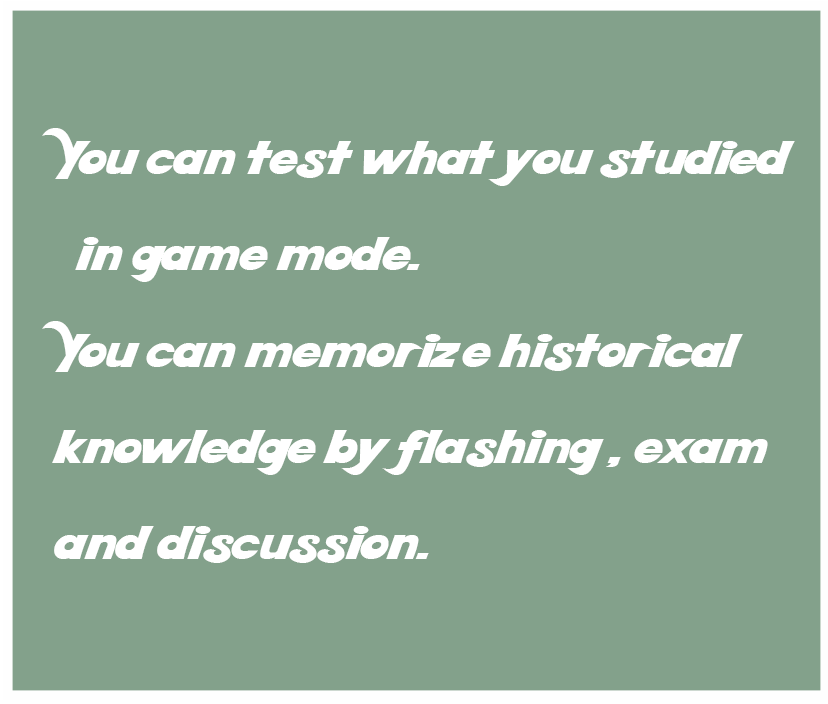 You can test what you studied
in game mode.
You can memorize historical
knowledge by flashing , exam
and discussion.